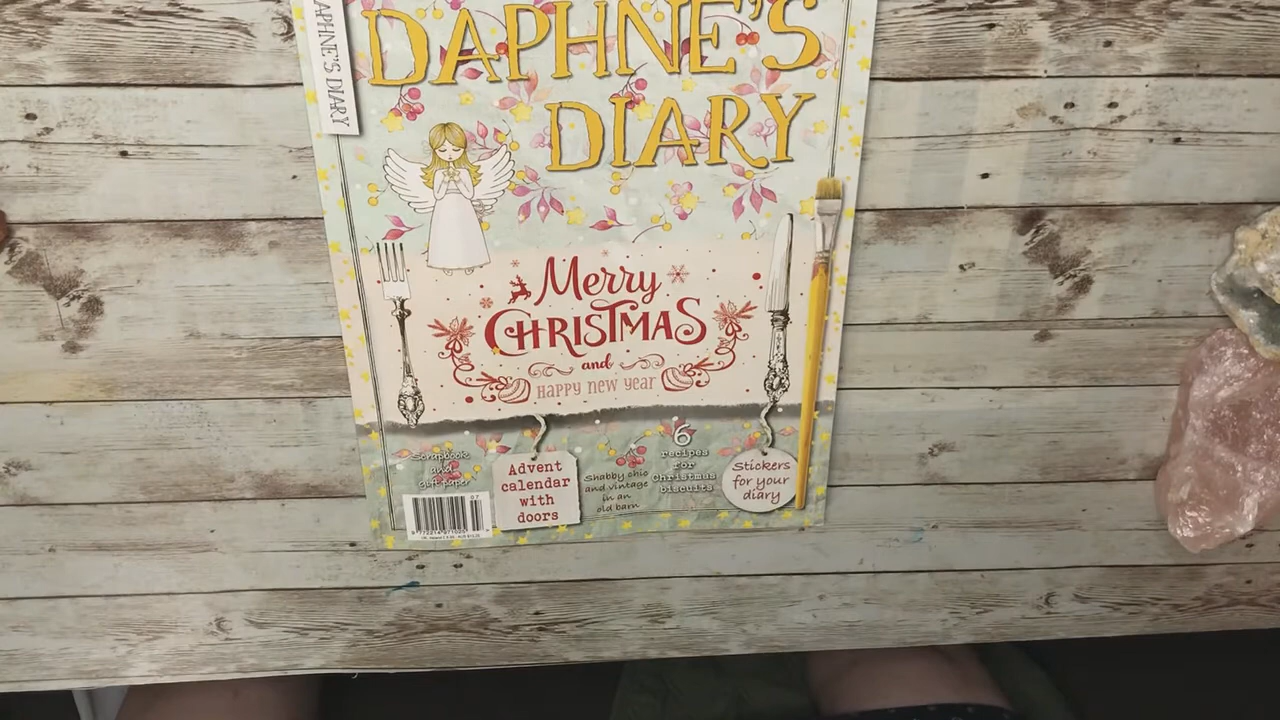 DAPHNE'S DIARY
DAPHNE'S
DIARY
Merry
CHRISTMAS
and
Happy new year
Scrapbook
and
gift paper
Advent
calendar
with
doors
Shabby chic
and vintage
in an
old barn
6
recipes
for
Christmas
biscuits
Stickers
for your
diary
07